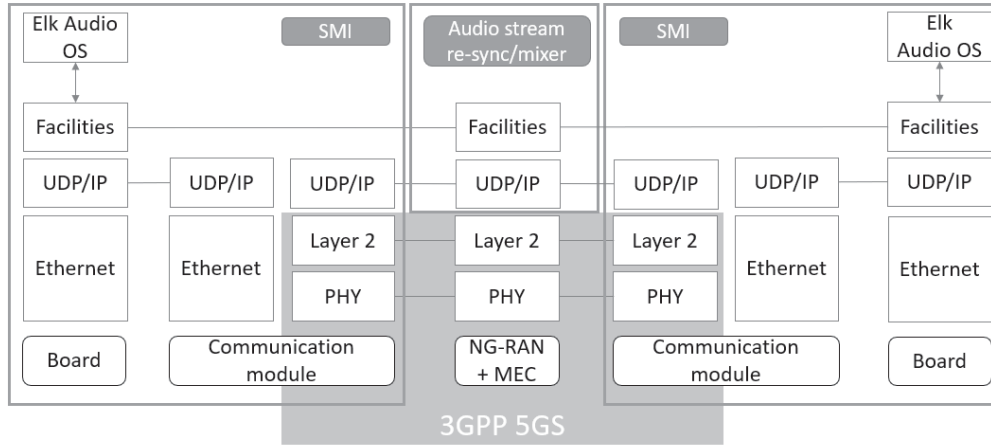 Elk Audio
OS
SMI
Audio stream
re-sync/mixer
SMI
Elk
Audio OS
Facilities
Facilities
Facilities
UDP/IP
UDP/IP
UDP/IP
UDP/IP
UDP/IP
UDP/IP
UDP/IP
Ethernet
Ethernet
Layer 2
Layer 2
Layer 2
Ethernet
Ethernet
PHY
PHY
PHY
Board
Communication
module
NG-RAN
+ MEC
Communication
module
Board
3GPP 5GS